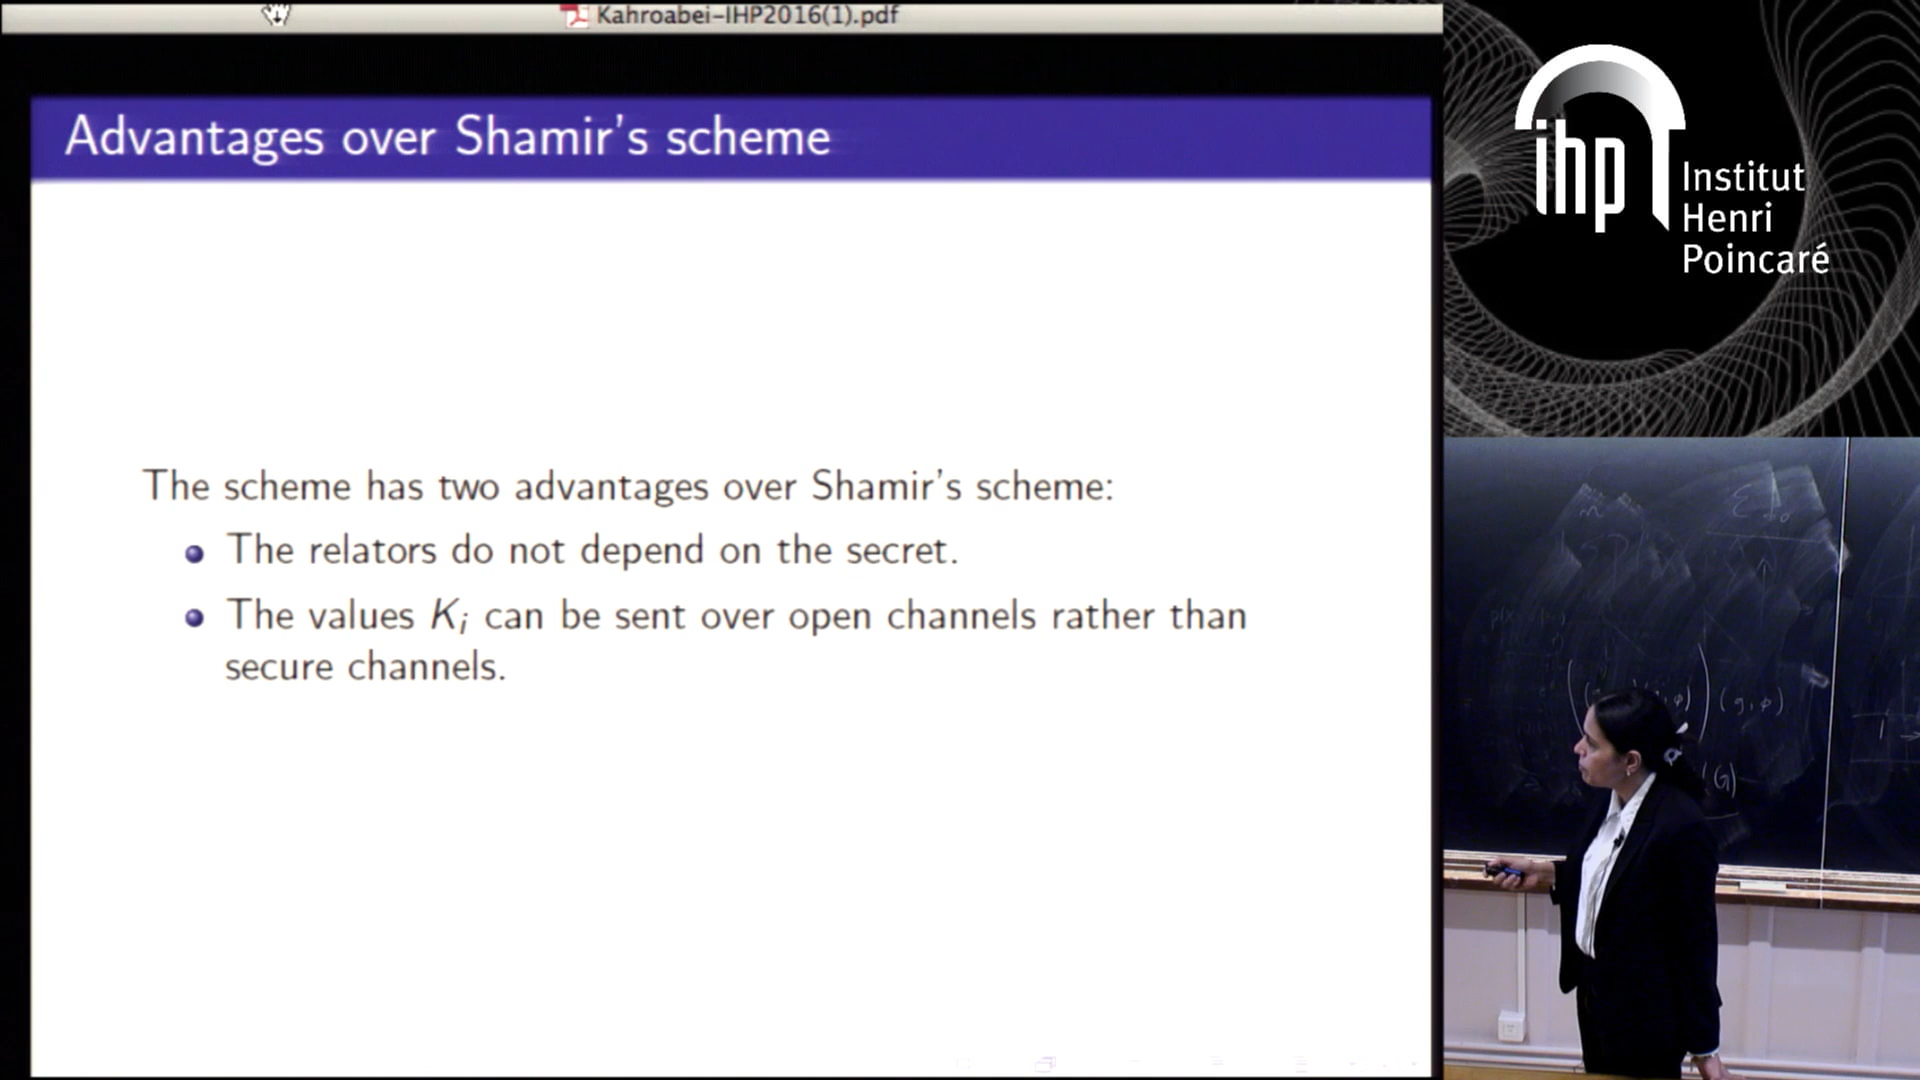 Kahroabei-IHP2016(1).pdf
Advantages over Shamir's scheme
The scheme has two advantages over Shamir's scheme:
The relators do not depend on the secret.
The values Kᵢ can be sent over open channels rather than
secure channels.
ihp
Institut
Henri
Poincaré
(g, φ)
(G)